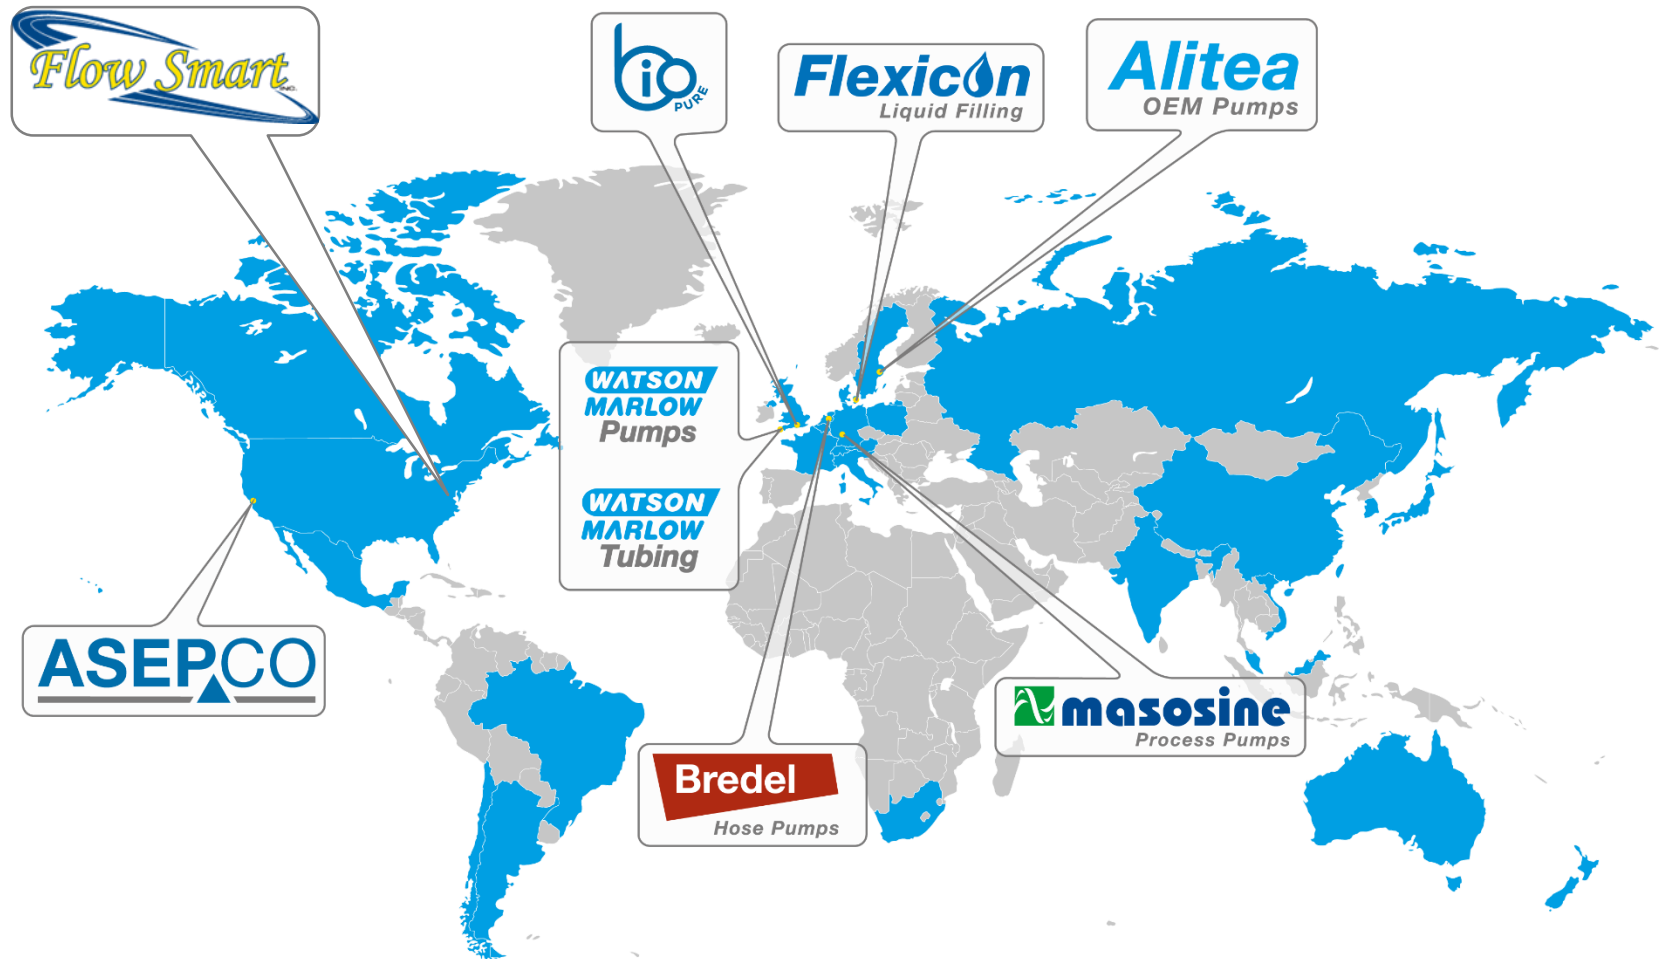 Flow Smart
INC.
bio
PURE
Flexicon
Liquid Filling
Alitea
OEM Pumps
WATSON
MARLOW
Pumps
WATSON
MARLOW
Tubing
ASEPCO
masosine
Process Pumps
Bredel
Hose Pumps